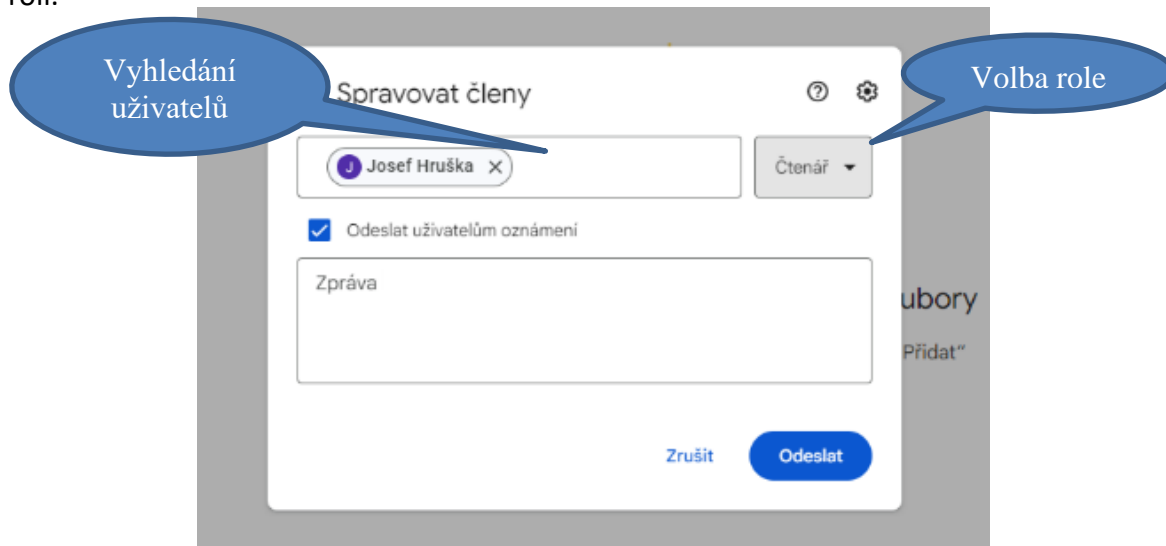 Vyhledání
uživatelů
Volba role
Spravovat členy
J Josef Hruška
Čtenář
Odeslat uživatelům oznámení
Zpráva
ubory
Přidat“
Zrušit
Odeslat